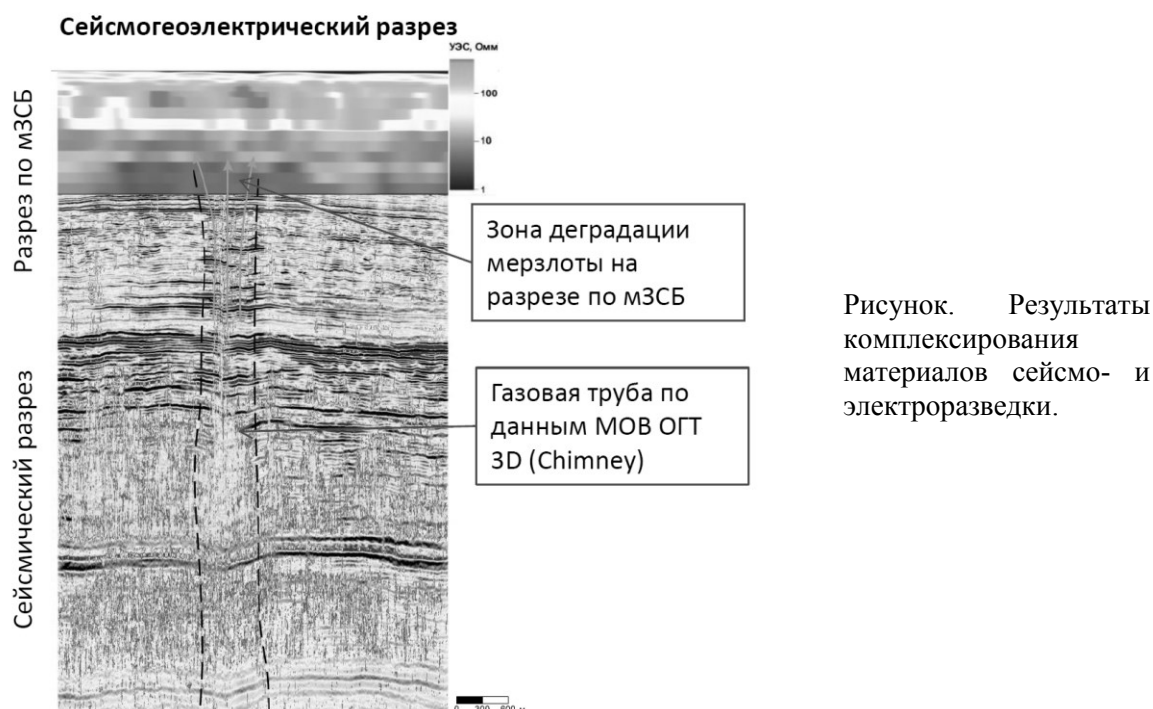 Сейсмогеоэлектрический разрез
УЭС, Омм
100
10
1
Разрез по мЗСБ
Зона деградации
мерзлоты на
разрезе по мЗСБ
Сейсмический разрез
Газовая труба по
данным МОВ ОГТ
3D (Chimney)
Рисунок. Результаты
комплексирования
материалов сейсмо- и
электроразведки.